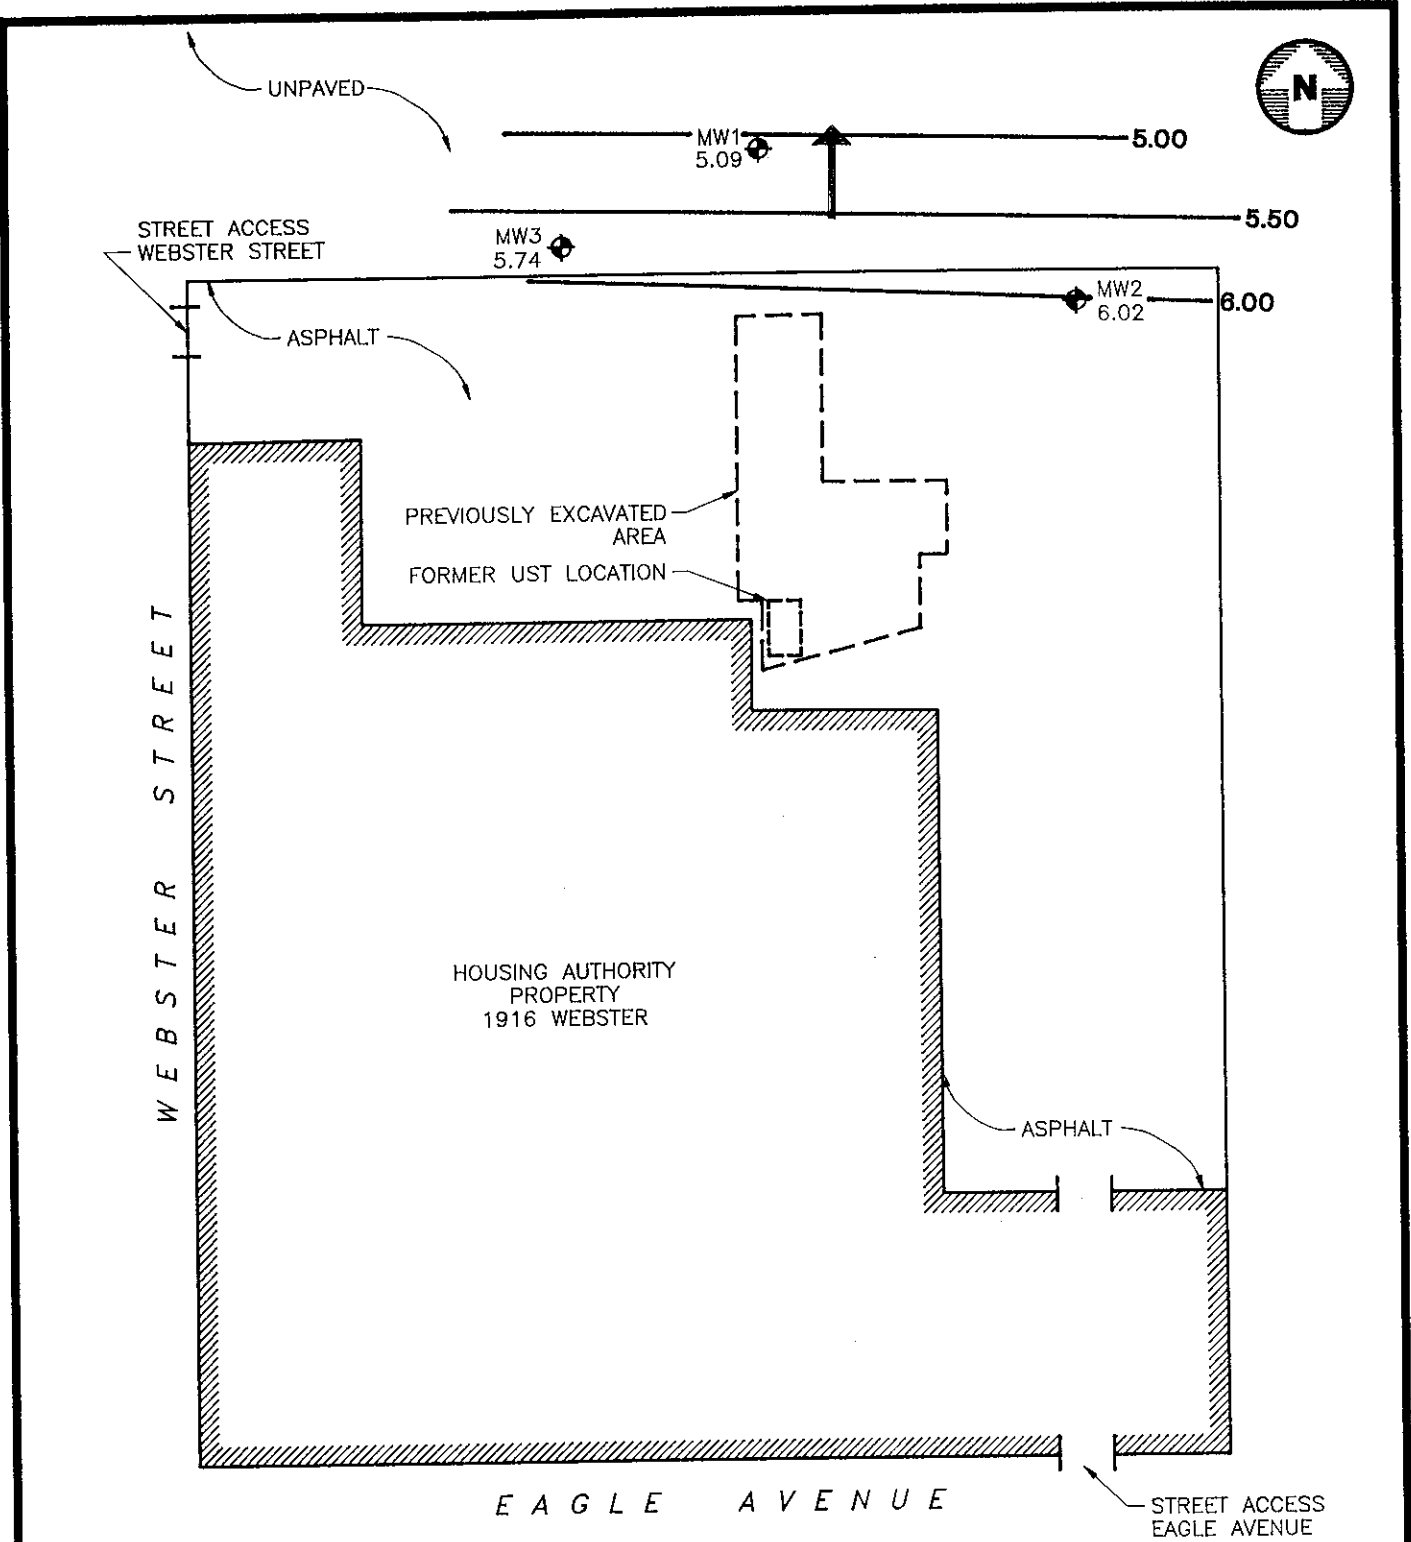 UNPAVED
N
MW1
5.09
5.00
5.50
STREET ACCESS
WEBSTER STREET
MW3
5.74
MW2
6.02
6.00
ASPHALT
PREVIOUSLY EXCAVATED
AREA
FORMER UST LOCATION
WEBSTER STREET
HOUSING AUTHORITY
PROPERTY
1916 WEBSTER
ASPHALT
EAGLE AVENUE
STREET ACCESS
EAGLE AVENUE